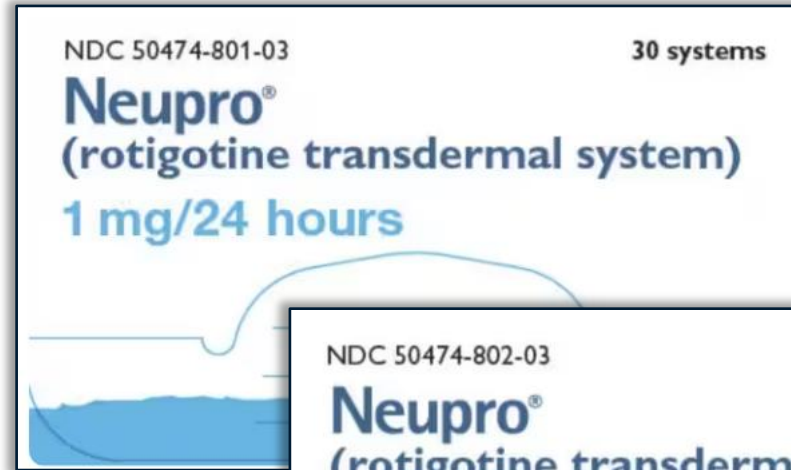 NDC 50474-801-03 30 systems
Neupro®
(rotigotine transdermal system)
1 mg/24 hours
NDC 50474-802-03
Neupro®
(rotigotine